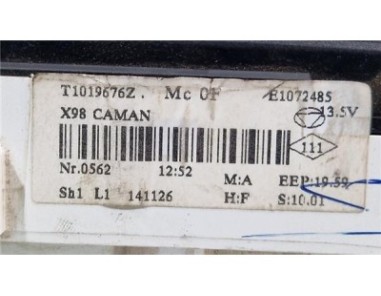 T1019676Z. Mc 0F E1072485
X98 CAMAN 13.5V
111
Nr.0562 12:52 M:A EEP:19.59
Sh1 L1 141126 H:F S:10.01